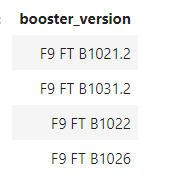 booster_version
F9 FT B1021.2
F9 FT B1031.2
F9 FT B1022
F9 FT B1026